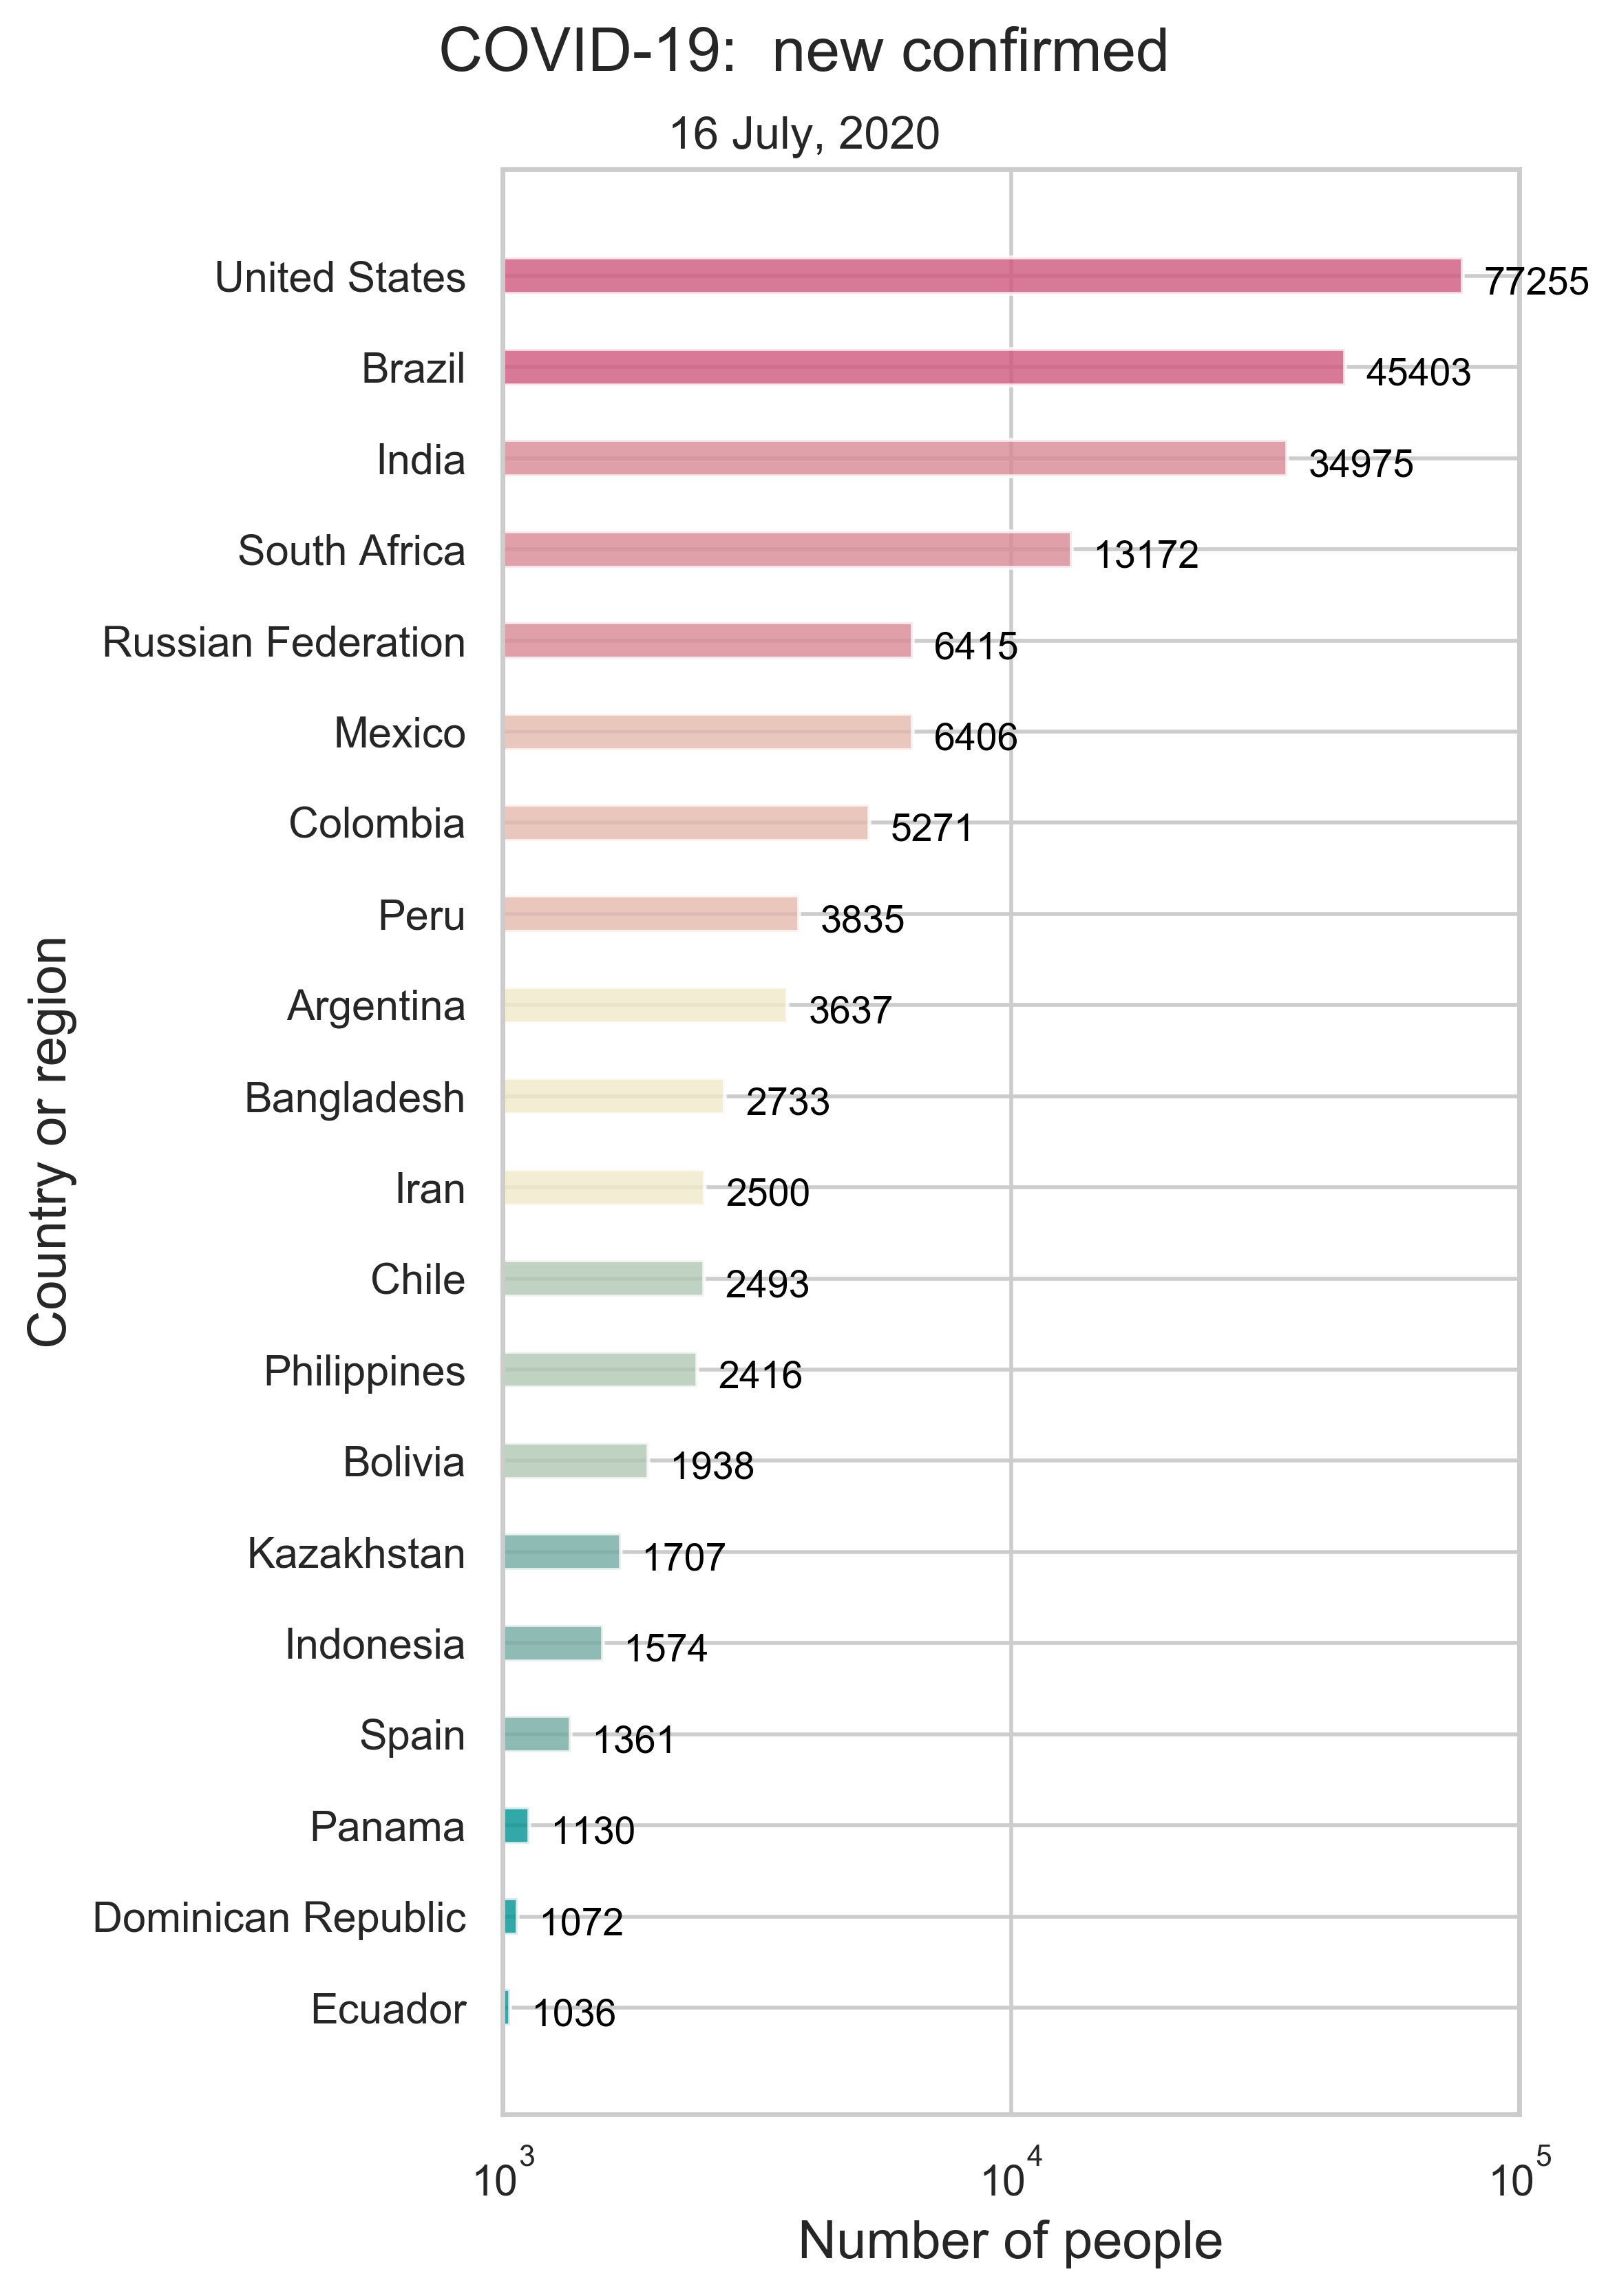 COVID-19:  new confirmed
16 July, 2020
United States 77255
Brazil 45403
India 34975
South Africa 13172
Russian Federation 6415
Mexico 6406
Colombia 5271
Peru 3835
Argentina 3637
Bangladesh 2733
Iran 2500
Chile 2493
Philippines 2416
Bolivia 1938
Kazakhstan 1707
Indonesia 1574
Spain 1361
Panama 1130
Dominican Republic 1072
Ecuador 1036
Country or region
10³ 10⁴ 10⁵
Number of people